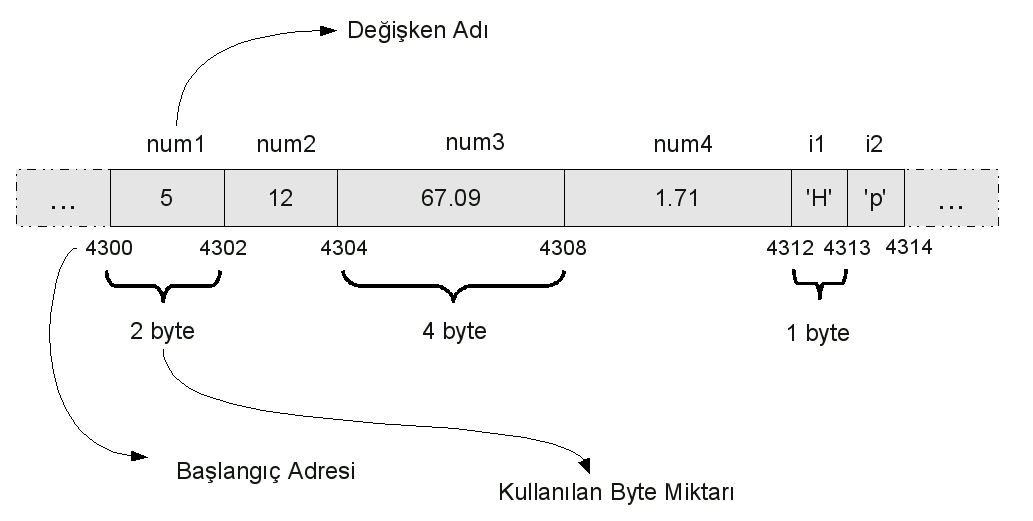 Değişken Adı
num1 num2 num3 num4 i1 i2
... 5 12 67.09 1.71 'H' 'p' ...
4300 4302 4304 4308 4312 4313 4314
2 byte 4 byte 1 byte
Başlangıç Adresi
Kullanılan Byte Miktarı